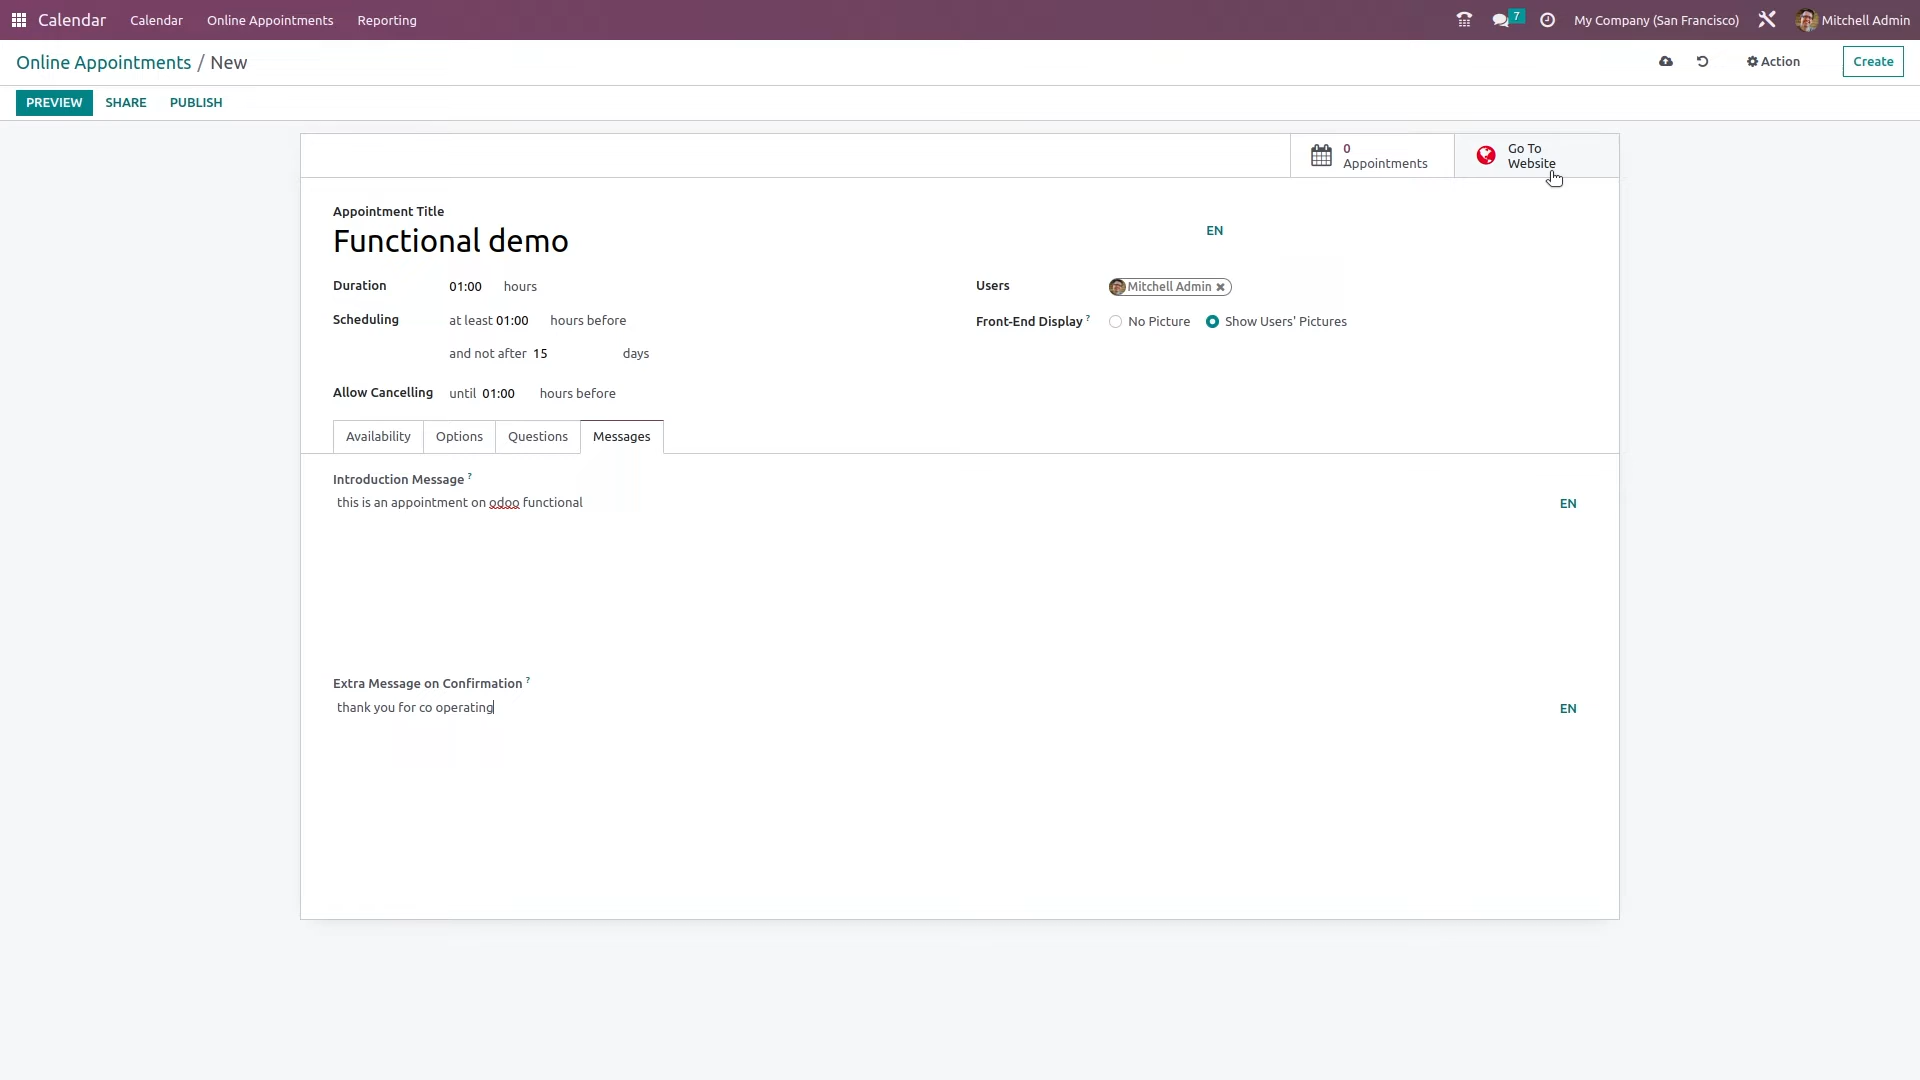 Calendar Calendar Online Appointments Reporting 7 My Company (San Francisco) Mitchell Admin
Online Appointments / New Action Create
PREVIEW SHARE PUBLISH
0
Appointments
Go To
Website
Appointment Title
Functional demo EN
Duration 01:00 hours Users Mitchell Admin
Scheduling at least 01:00 hours before Front-End Display ? No Picture Show Users' Pictures
and not after 15 days
Allow Cancelling until 01:00 hours before
Availability Options Questions Messages
Introduction Message ?
this is an appointment on odoo functional EN
Extra Message on Confirmation ?
thank you for co operating EN